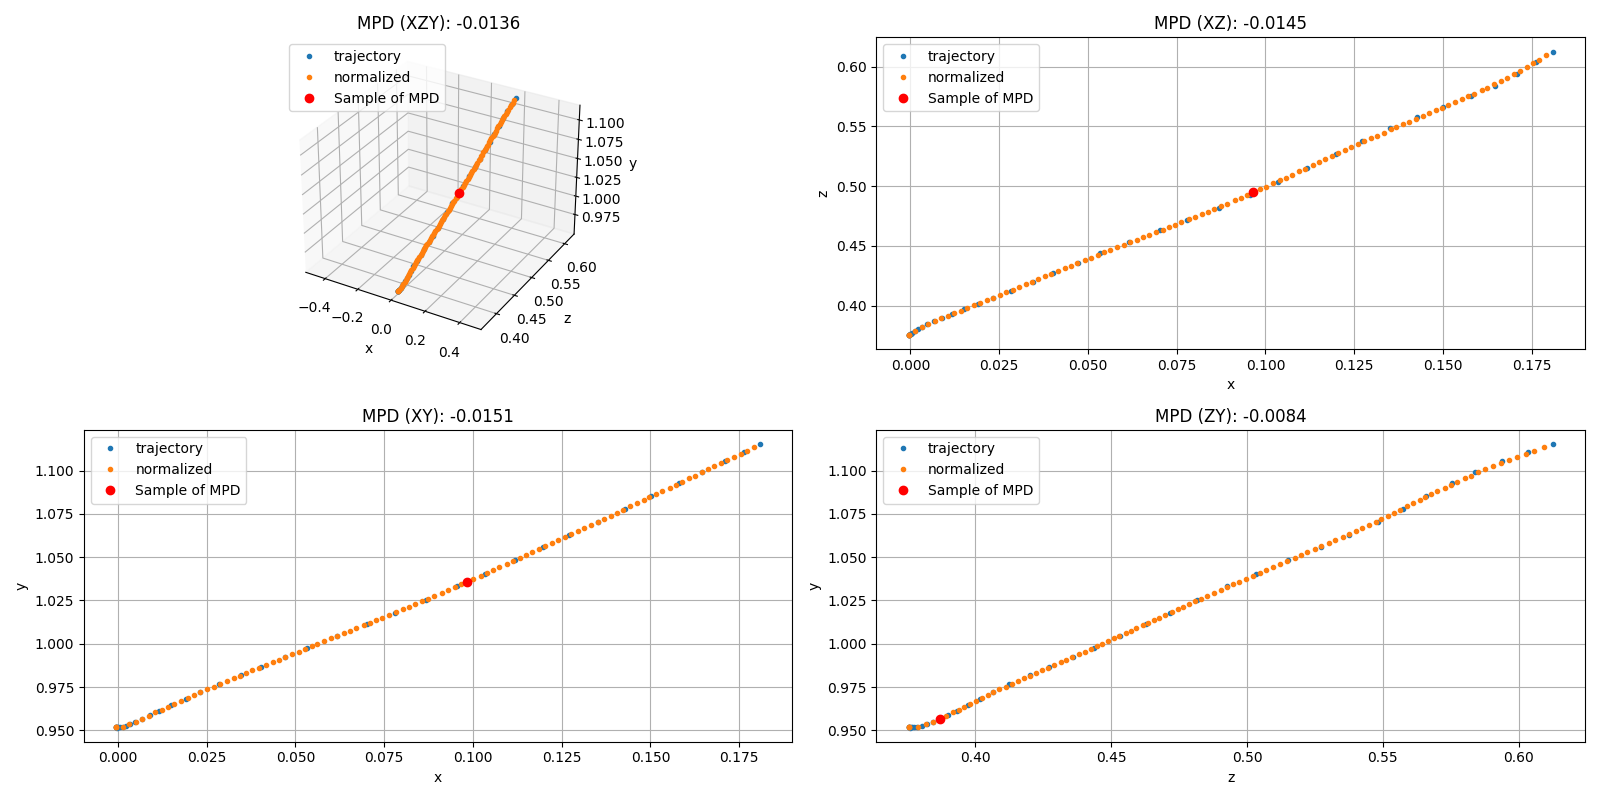 MPD (XZY): -0.0136
trajectory
normalized
Sample of MPD
1.100
1.075
1.050
1.025
1.000
0.975
y
0.60
0.55
0.50
0.45
0.40
z
−0.4
−0.2
0.0
0.2
0.4
x
MPD (XZ): -0.0145
trajectory
normalized
Sample of MPD
0.60
0.55
0.50
0.45
0.40
z
0.000 0.025 0.050 0.075 0.100 0.125 0.150 0.175
x
MPD (XY): -0.0151
trajectory
normalized
Sample of MPD
1.100
1.075
1.050
1.025
1.000
0.975
0.950
y
0.000 0.025 0.050 0.075 0.100 0.125 0.150 0.175
x
MPD (ZY): -0.0084
trajectory
normalized
Sample of MPD
1.100
1.075
1.050
1.025
1.000
0.975
0.950
y
0.40 0.45 0.50 0.55 0.60
z